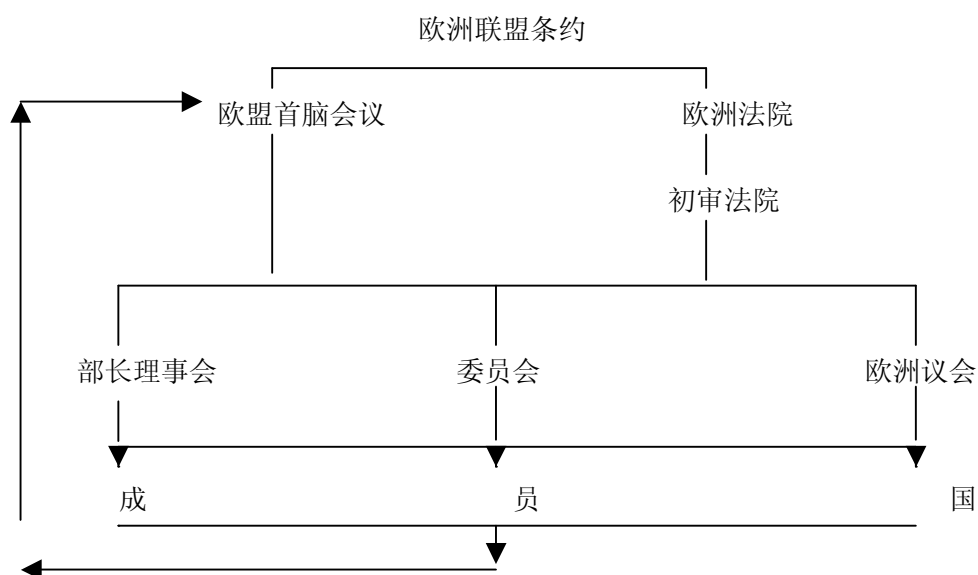 欧洲联盟条约
欧盟首脑会议 欧洲法院
初审法院
部长理事会 委员会 欧洲议会
成 员 国